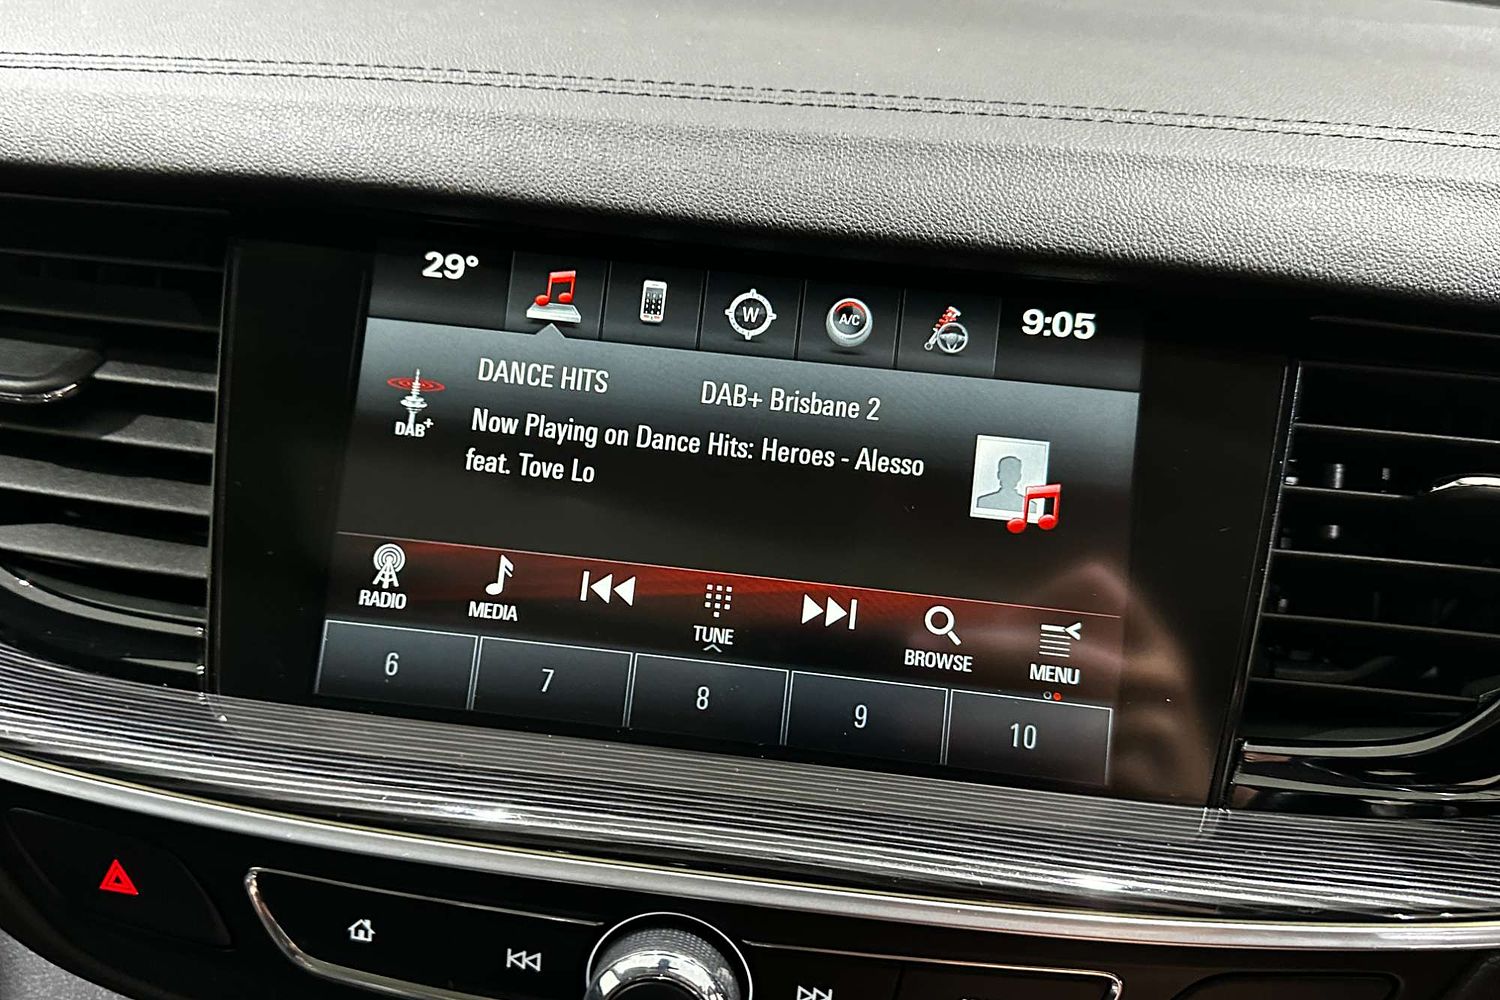 29°
W
A/C
9:05
DANCE HITS
DAB+ Brisbane 2
DAB+
Now Playing on Dance Hits: Heroes - Alesso
feat. Tove Lo
RADIO
MEDIA
TUNE
BROWSE
MENU
6
7
8
9
10